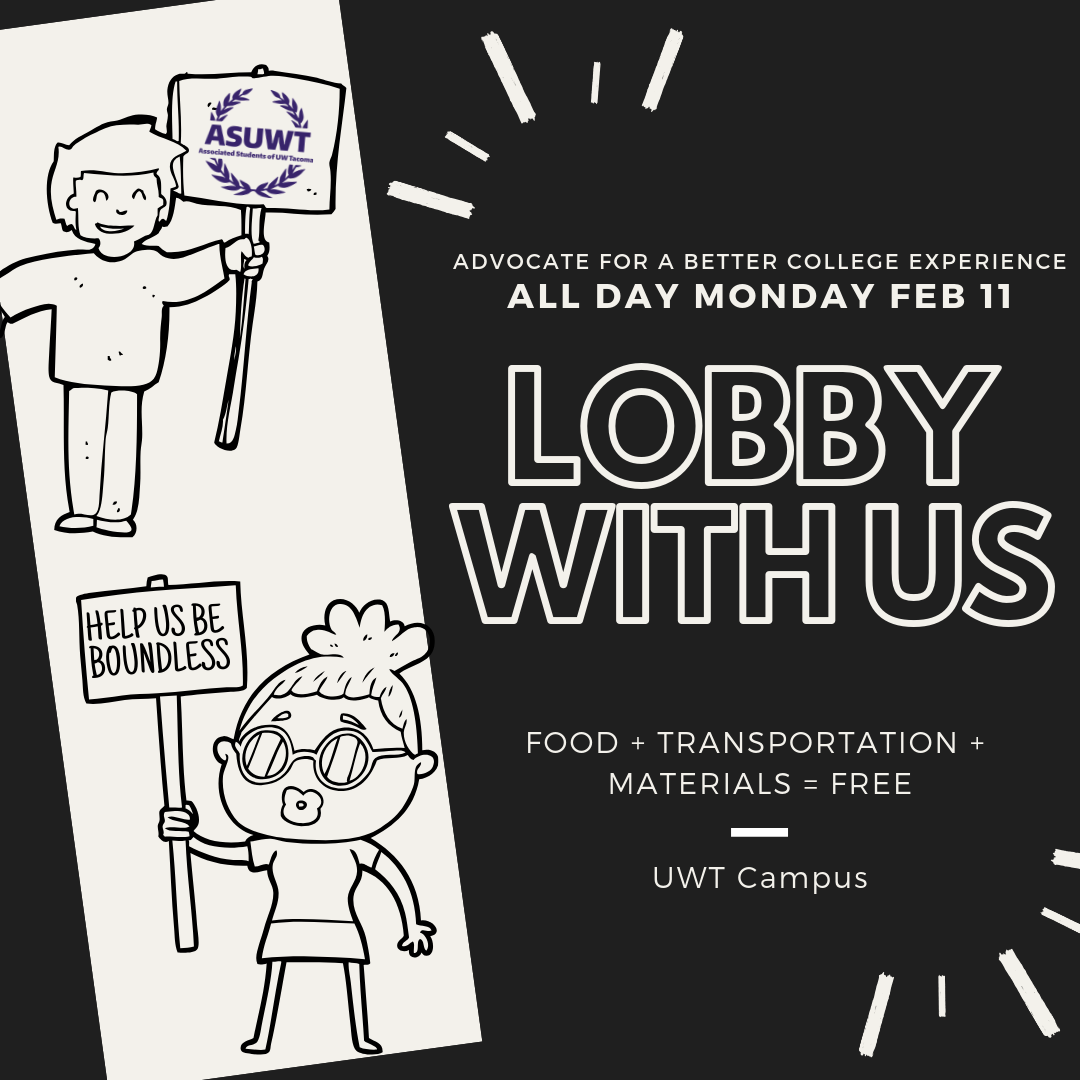 ASUWT
Associated Students of UW Tacoma
ADVOCATE FOR A BETTER COLLEGE EXPERIENCE
ALL DAY MONDAY FEB 11
LOBBY
WITH US
HELP US BE
BOUNDLESS
FOOD + TRANSPORTATION +
MATERIALS = FREE
UWT Campus